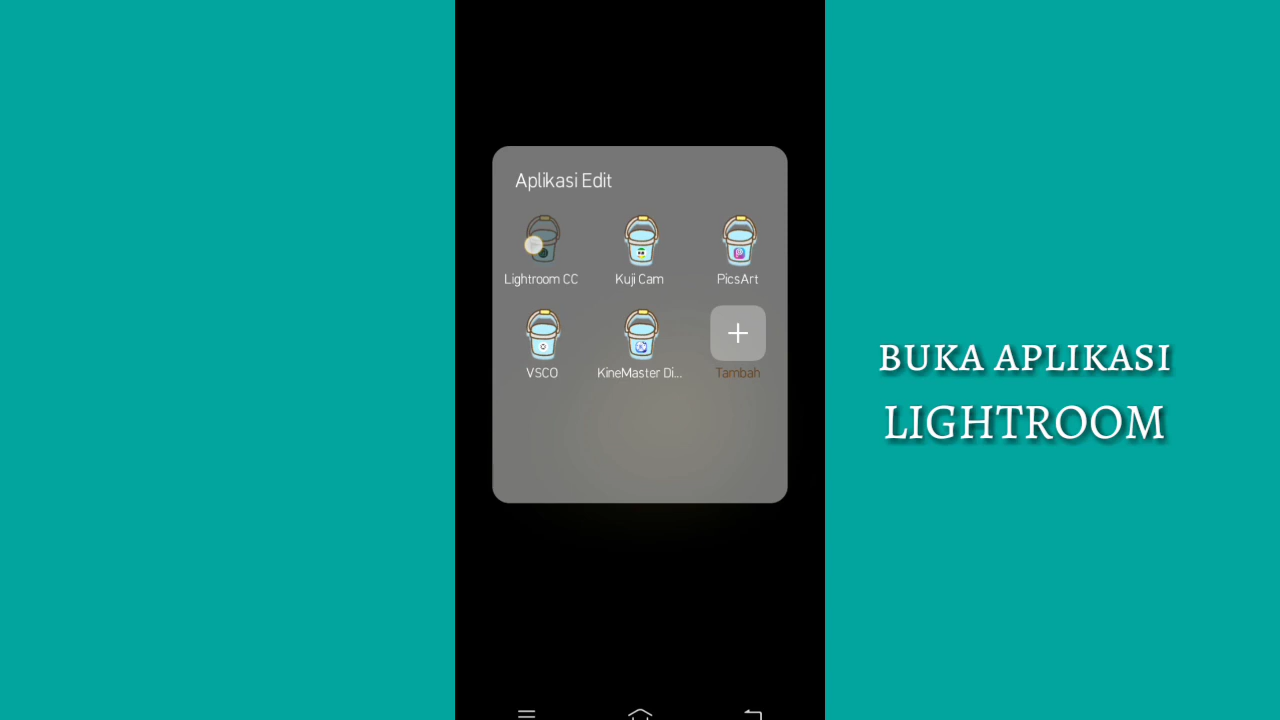 Aplikasi Edit
Lightroom CC
Kuji Cam
PicsArt
VSCO
KineMaster Di...
Tambah
BUKA APLIKASI
LIGHTROOM